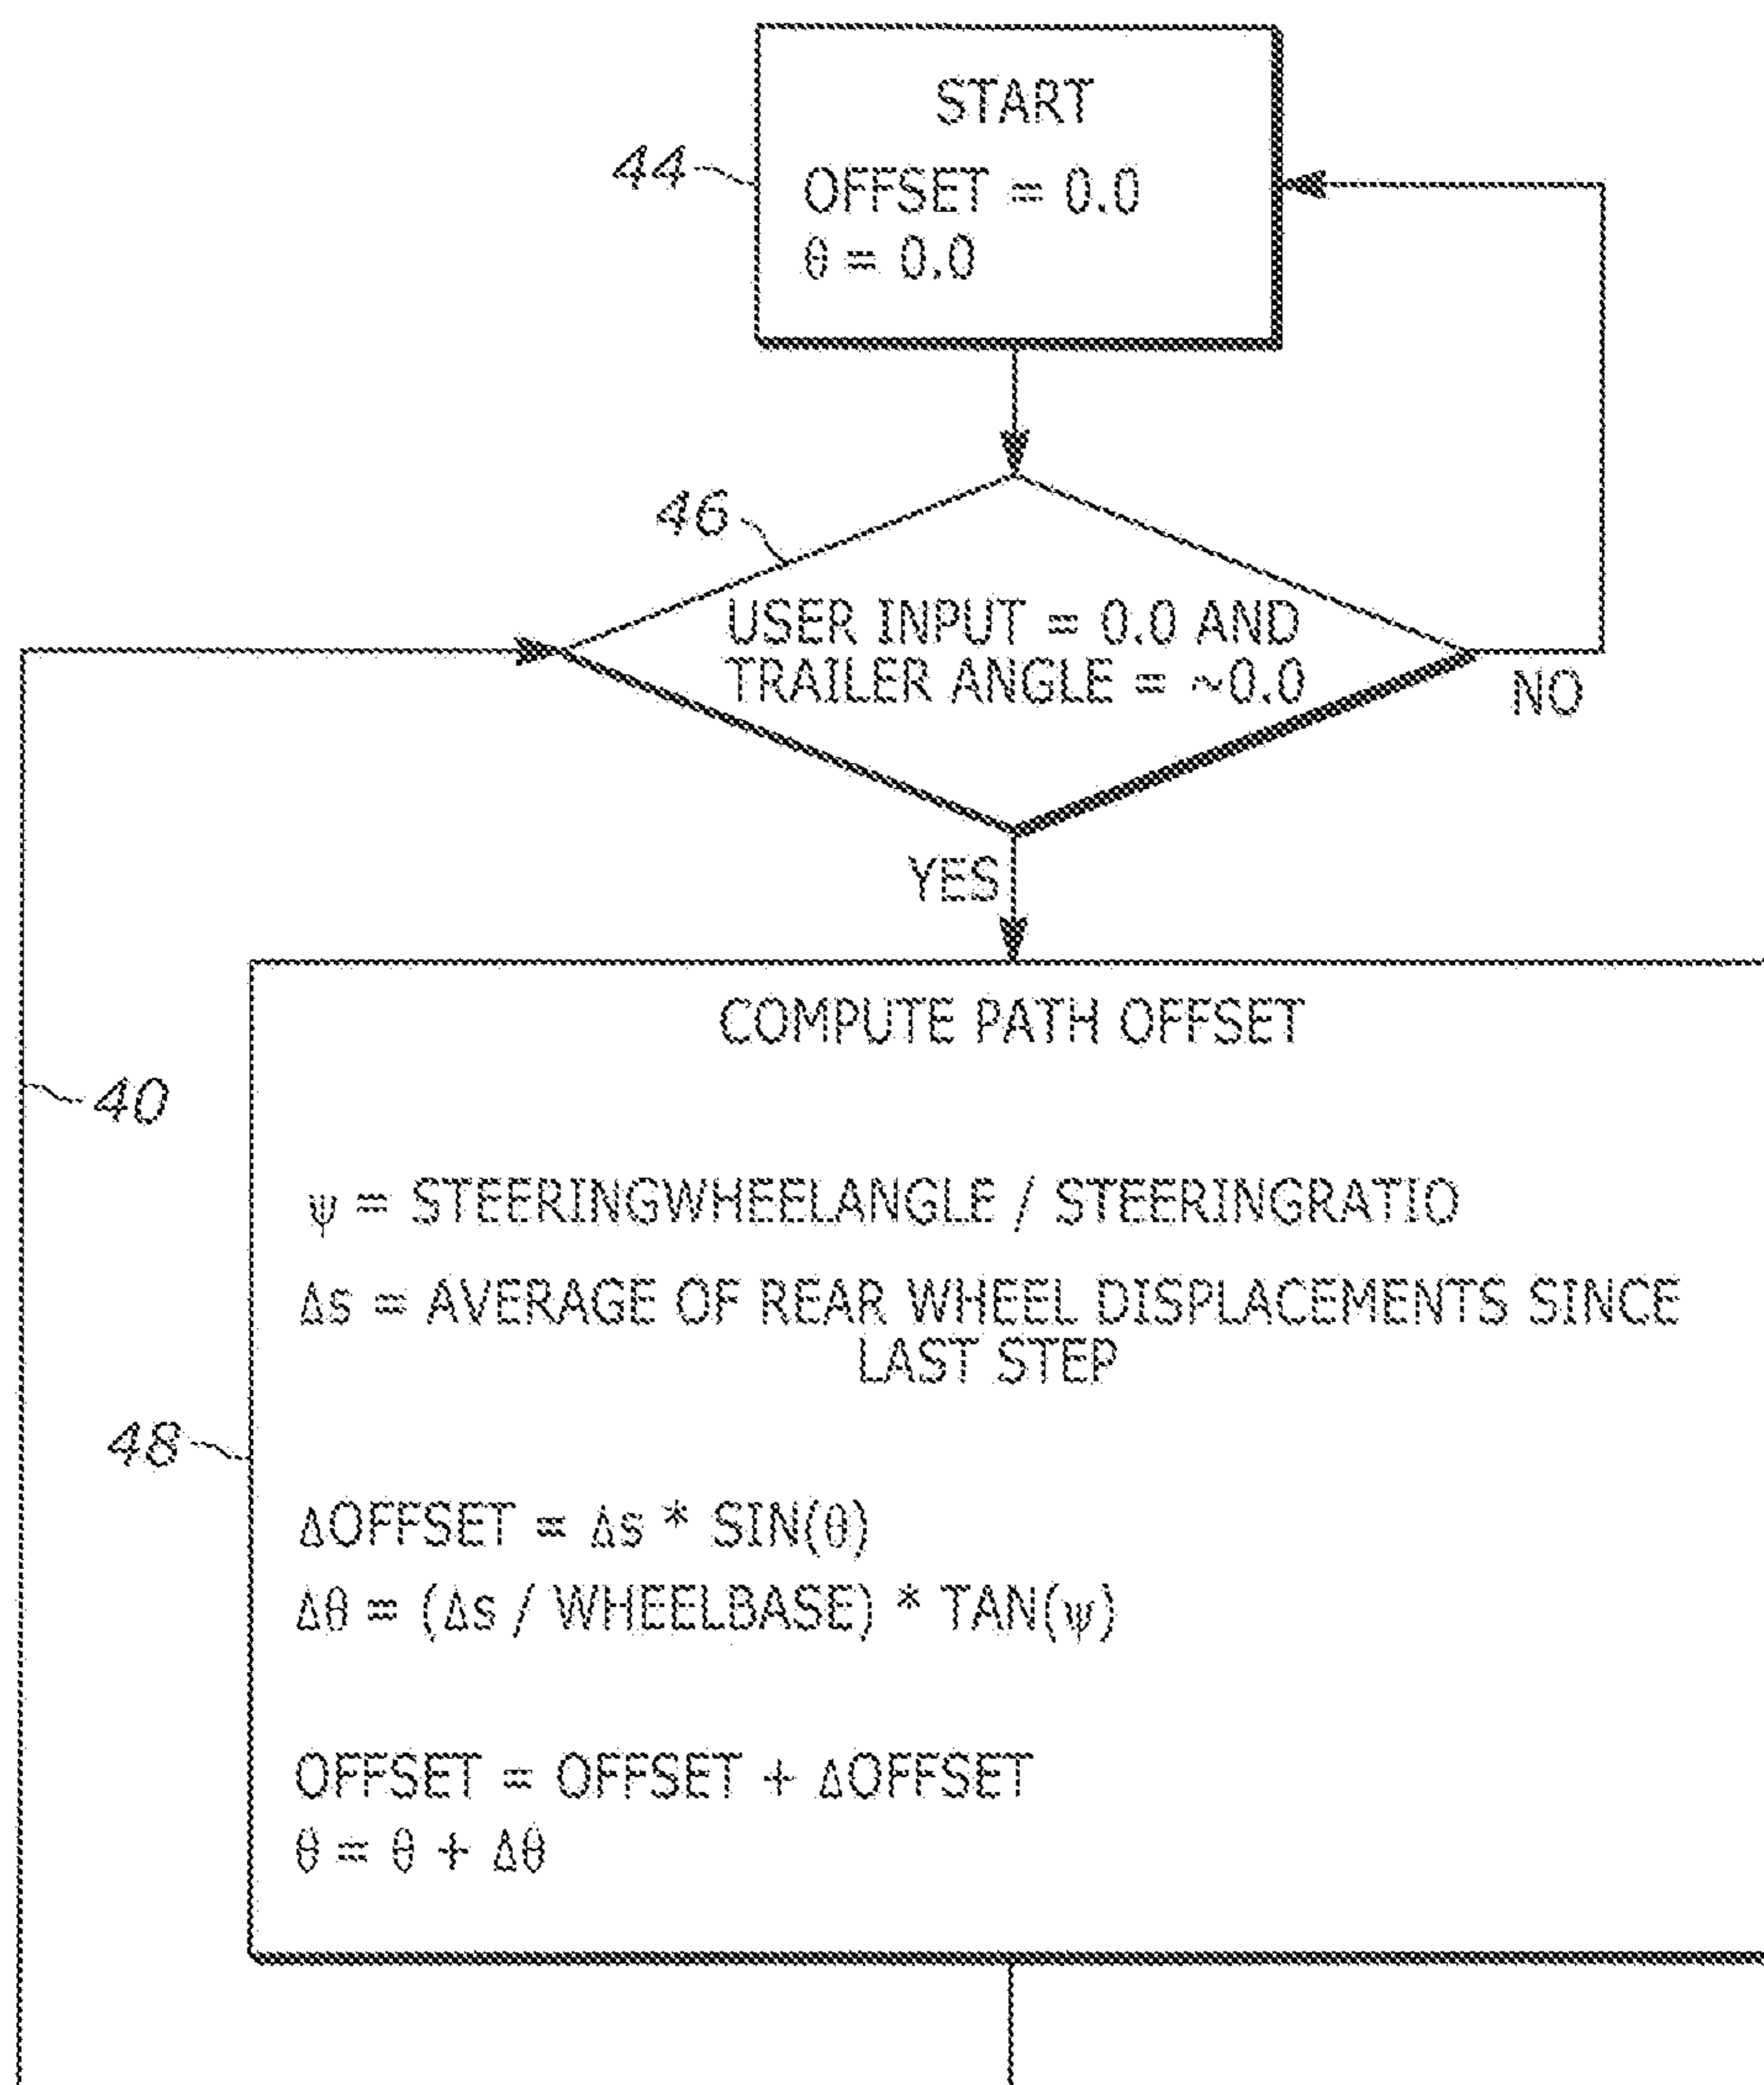 START
44
OFFSET = 0.0
θ = 0.0
46
USER INPUT = 0.0 AND
TRAILER ANGLE = ~0.0
NO
YES
COMPUTE PATH OFFSET
40
ψ = STEERINGWHEELANGLE / STEERINGRATIO
Δs = AVERAGE OF REAR WHEEL DISPLACEMENTS SINCE
LAST STEP
48
ΔOFFSET = Δs * SIN(θ)
Δθ = (Δs / WHEELBASE) * TAN(ψ)
OFFSET = OFFSET + ΔOFFSET
θ = θ + Δθ